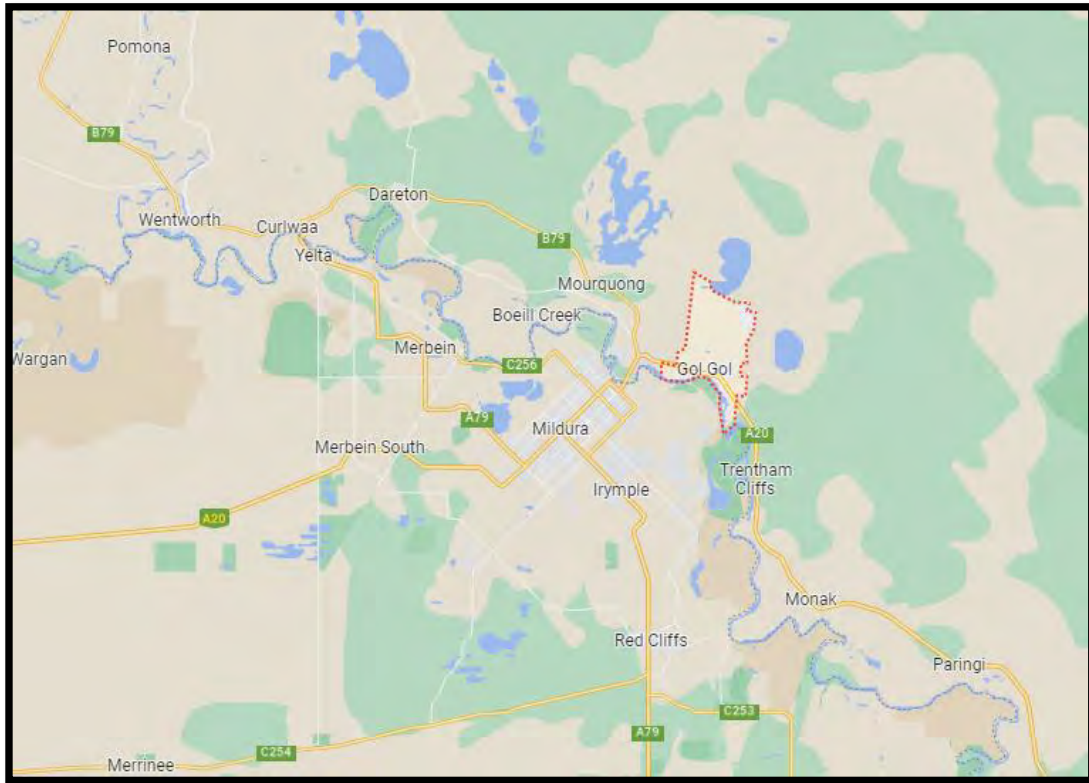 Pomona
B79
Dareton
Wentworth
Curlwaa
Yelta
B79
Mourquong
Boeill Creek
Wargan
Merbein
C256
Gol Gol
A79
Mildura
A20
Merbein South
Trentham
Cliffs
Irymple
A20
Monak
Red Cliffs
Paringi
C253
A79
C254
Merrinee